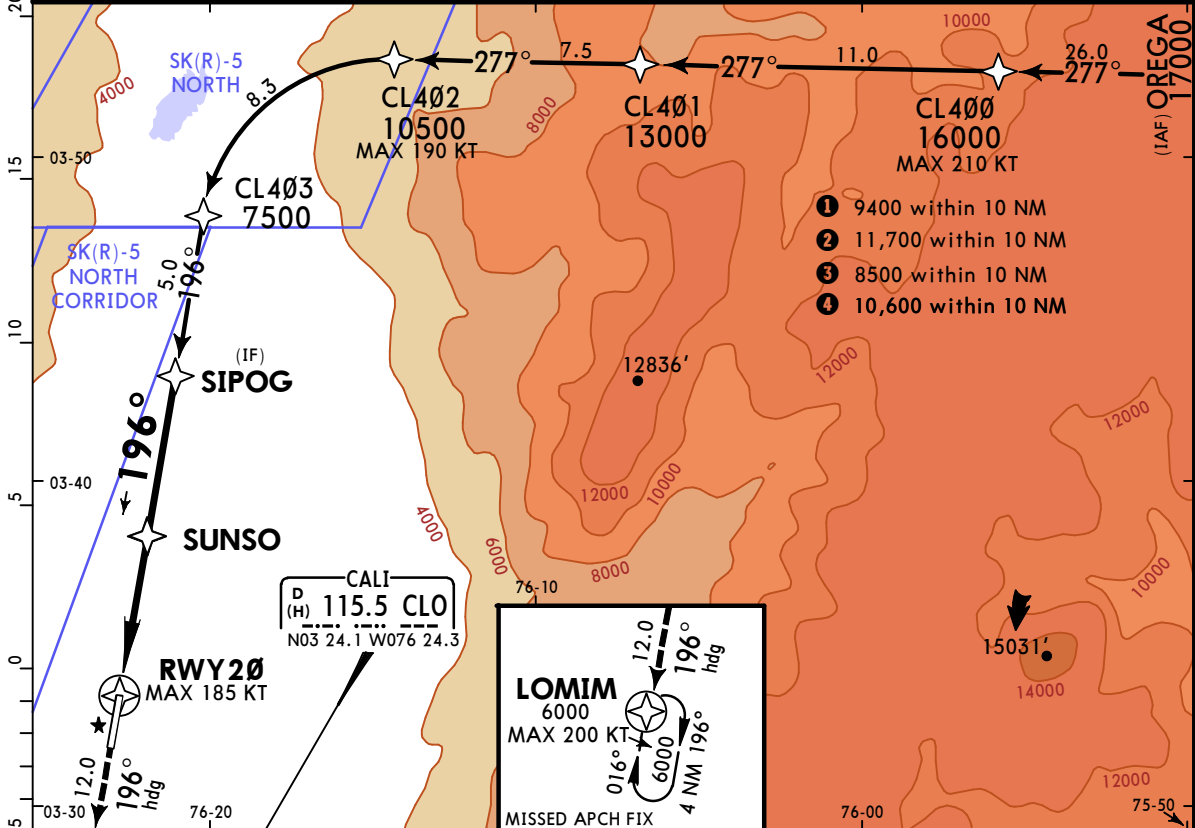 20
SK(R)-5
NORTH
4000
8.3
277°
7.5
277°
11.0
10000
26.0
277°
(IAF) OREGA
17000
CL4Ø2
10500
MAX 190 KT
8000
CL4Ø1
13000
CL4ØØ
16000
MAX 210 KT
15
03-50
CL4Ø3
7500
1 9400 within 10 NM
2 11,700 within 10 NM
3 8500 within 10 NM
4 10,600 within 10 NM
SK(R)-5
NORTH
CORRIDOR
5.0
196°
10
(IF)
SIPOG
12836'
12000
12000
196°
5
03-40
12000
10000
SUNSO
4000
6000
8000
10000
CALI
D
(H) 115.5 CLO
N03 24.1 W076 24.3
76-10
12.0
196°
hdg
15031'
14000
0
RWY2Ø
MAX 185 KT
LOMIM
6000
MAX 200 KT
016°
6000
4 NM 196°
12.0
196°
hdg
12000
5
03-30
76-20
MISSED APCH FIX
76-00
75-50